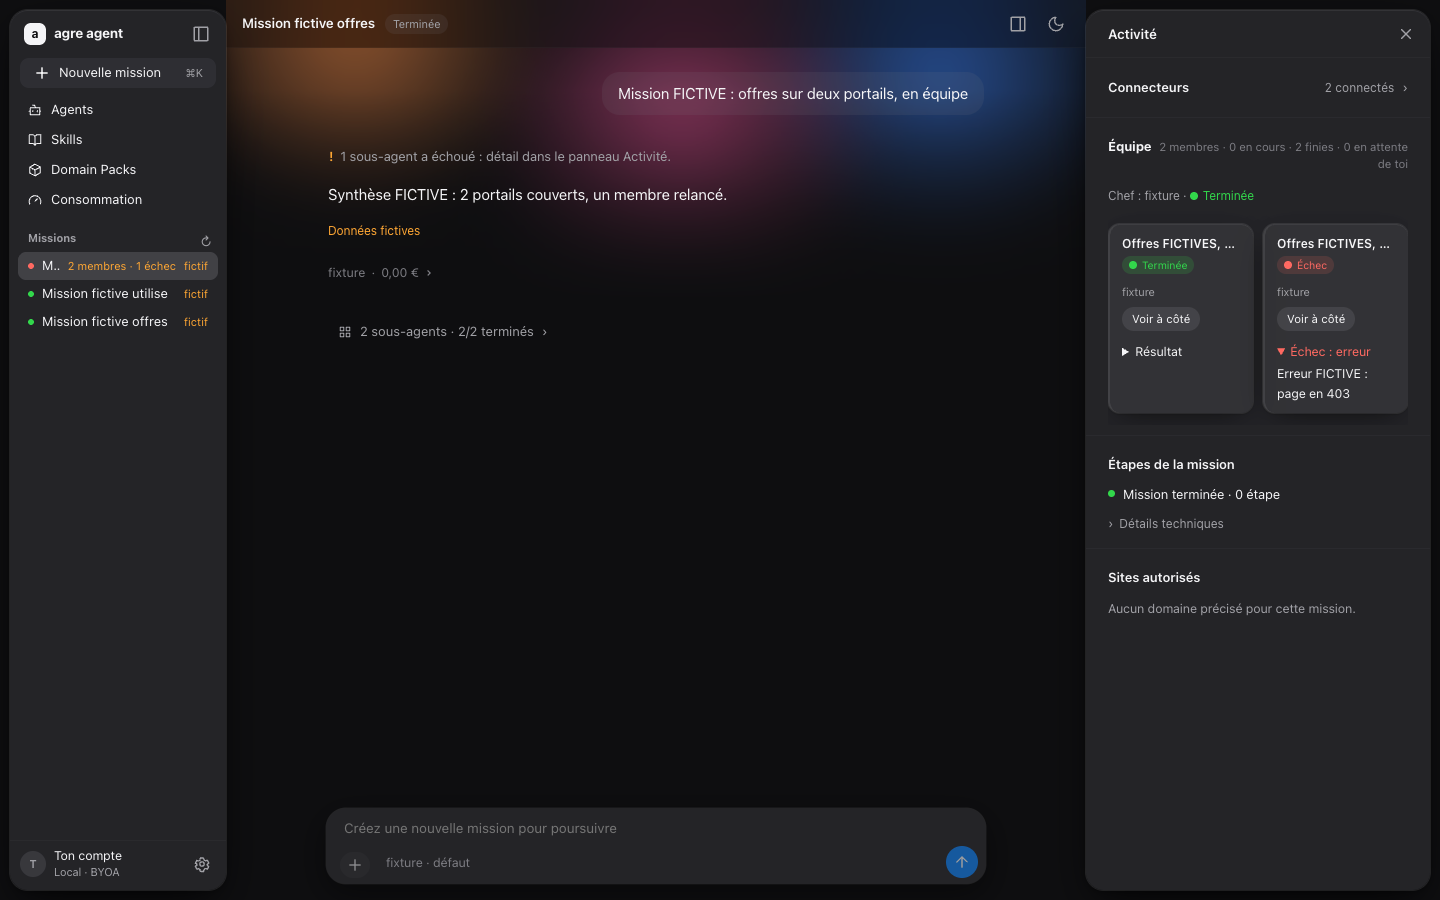 a agre agent
Nouvelle mission ⌘K
Agents
Skills
Domain Packs
Consommation
Missions
M.. 2 membres · 1 échec fictif
Mission fictive utilise fictif
Mission fictive offres fictif
T
Ton compte
Local · BYOA
Mission fictive offres Terminée
Mission FICTIVE : offres sur deux portails, en équipe
! 1 sous-agent a échoué : détail dans le panneau Activité.
Synthèse FICTIVE : 2 portails couverts, un membre relancé.
Données fictives
fixture · 0,00 € ›
2 sous-agents · 2/2 terminés ›
Créez une nouvelle mission pour poursuivre
fixture · défaut
Activité
Connecteurs 2 connectés ›
Équipe 2 membres · 0 en cours · 2 finies · 0 en attente
de toi
Chef : fixture · Terminée
Offres FICTIVES, ...
Terminée
fixture
Voir à côté
Résultat
Offres FICTIVES, ...
Échec
fixture
Voir à côté
Échec : erreur
Erreur FICTIVE :
page en 403
Étapes de la mission
Mission terminée · 0 étape
› Détails techniques
Sites autorisés
Aucun domaine précisé pour cette mission.